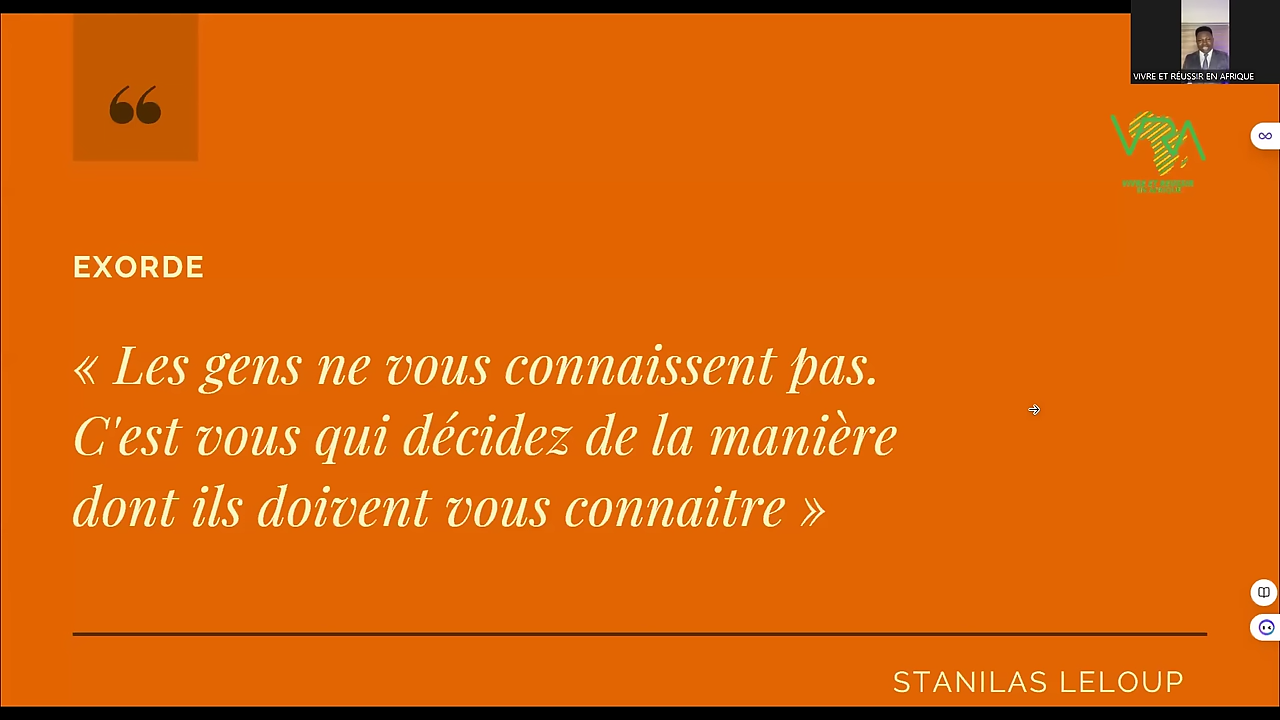 VIVRE ET RÉUSSIR EN AFRIQUE
“
EXORDE
« Les gens ne vous connaissent pas.
C'est vous qui décidez de la manière
dont ils doivent vous connaitre »
STANILAS LELOUP